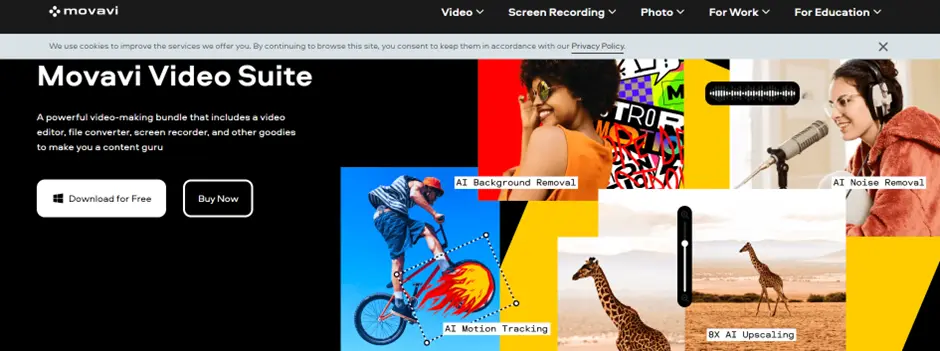 movavi
Video
Screen Recording
Photo
For Work
For Education
We use cookies to improve the services we offer you. By continuing to browse this site, you consent to keep them in accordance with our Privacy Policy.
Movavi Video Suite
A powerful video-making bundle that includes a video
editor, file converter, screen recorder, and other goodies
to make you a content guru
Download for Free
Buy Now
AI Background Removal
AI Noise Removal
AI Motion Tracking
8X AI Upscaling